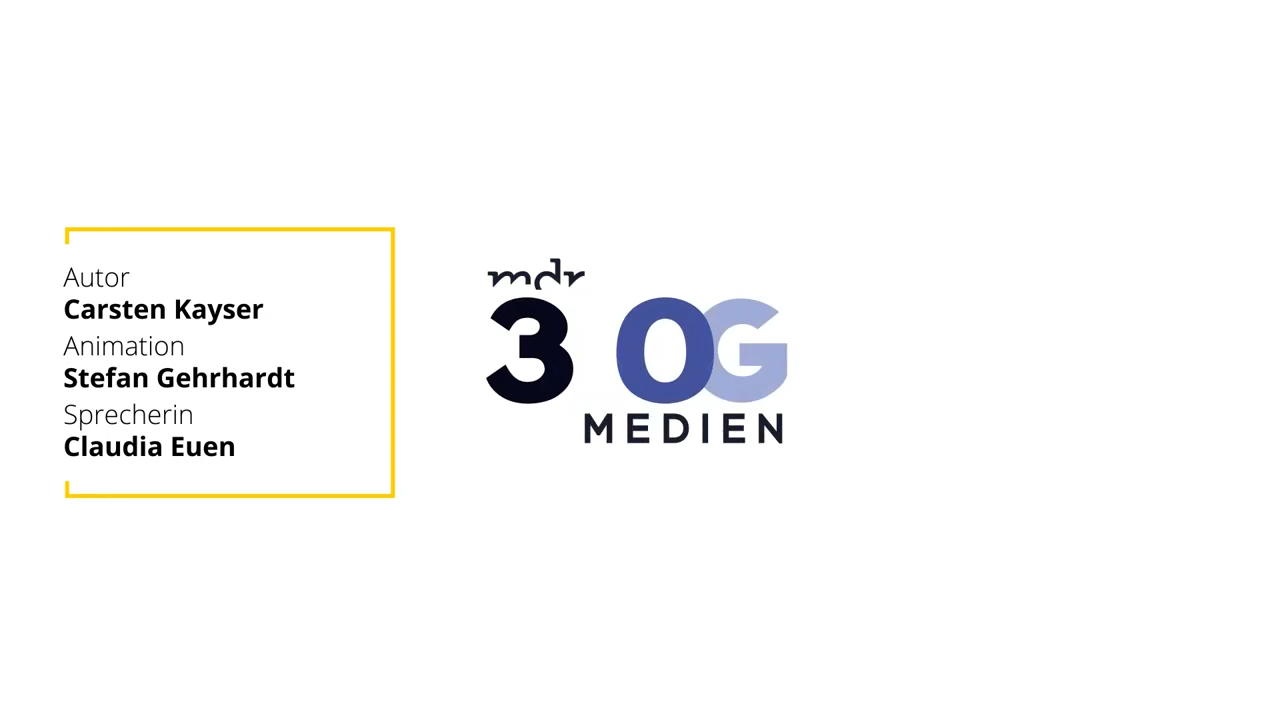 Autor
Carsten Kayser
Animation
Stefan Gehrhardt
Sprecherin
Claudia Euen
mdr
3 0G
MEDIEN